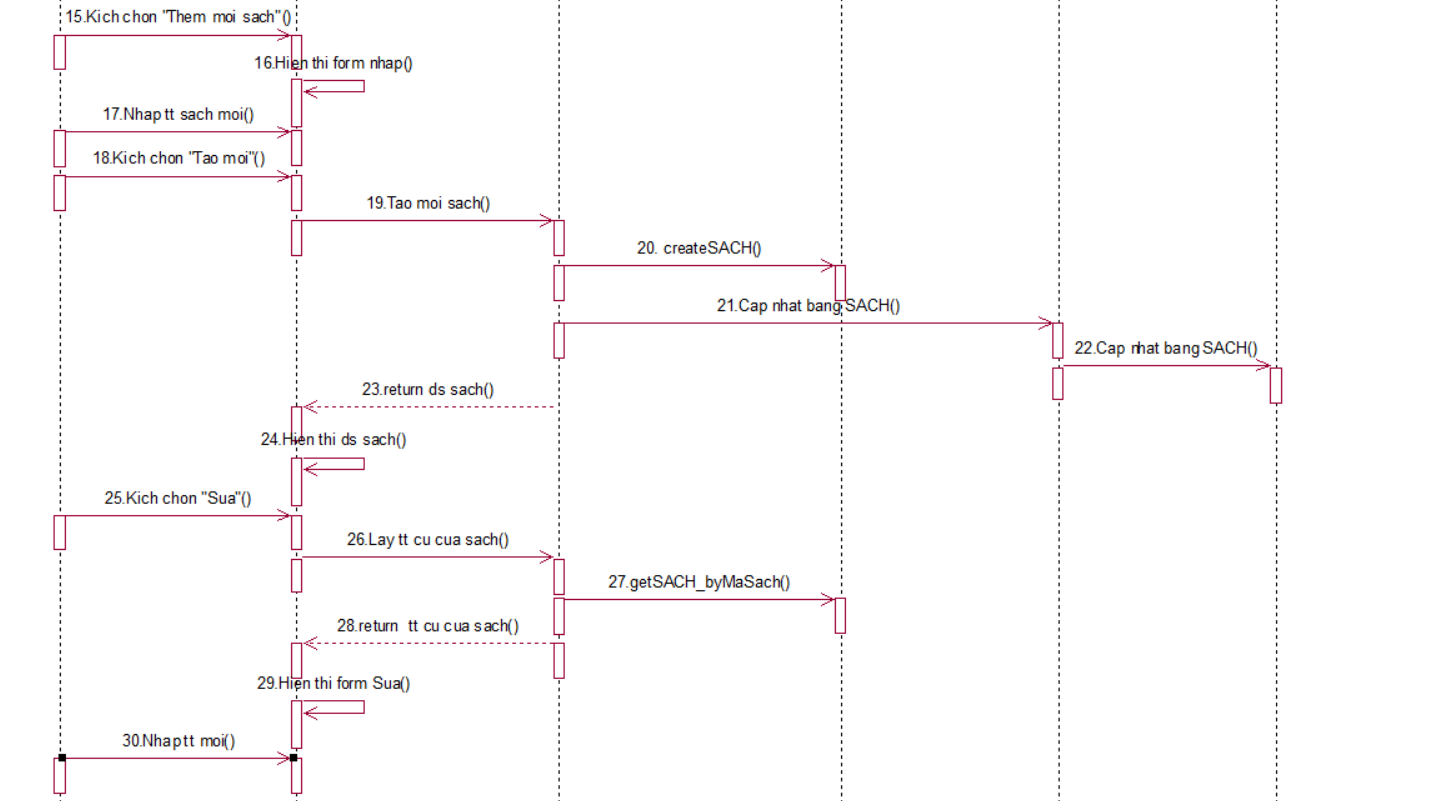 15.Kich chon "Them moi sach"()
16.Hien thi form nhap()
17.Nhap tt sach moi()
18.Kich chon "Tao moi"()
19.Tao moi sach()
20. createSACH()
21.Cap nhat bang SACH()
22.Cap nhat bang SACH()
23.return ds sach()
24.Hien thi ds sach()
25.Kich chon "Sua"()
26.Lay tt cu cua sach()
27.getSACH_byMaSach()
28.return tt cu cua sach()
29.Hien thi form Sua()
30.Nhap tt moi()